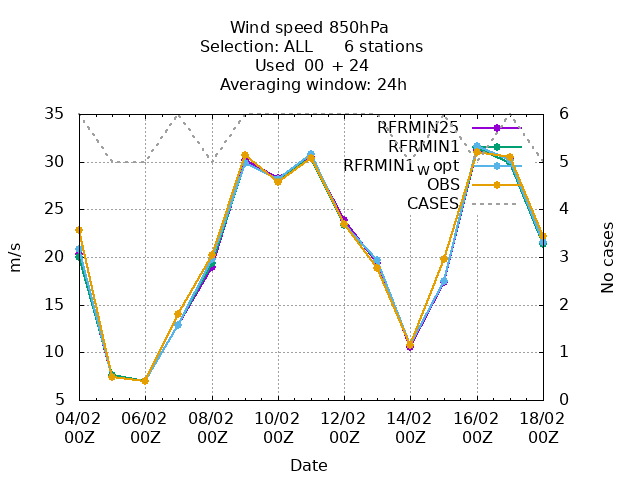 Wind speed 850hPa
Selection: ALL      6 stations
Used  00 + 24
Averaging window: 24h
35
30
25
20
15
10
5
m/s
6
5
4
3
2
1
0
No cases
RFRMIN25
RFRMIN1
RFRMIN1w opt
OBS
CASES
04/02 06/02 08/02 10/02 12/02 14/02 16/02 18/02
00Z 00Z 00Z 00Z 00Z 00Z 00Z 00Z
Date